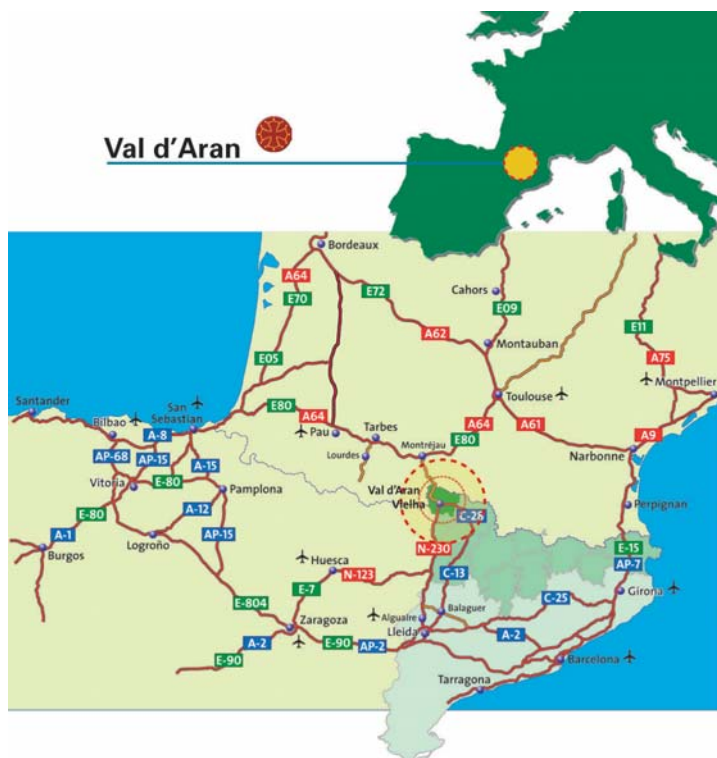 Val d'Aran
Bordeaux
A64
E70
E72
Cahors
E09
A62
E11
Montauban
E05
A75
Montpellier
Toulouse
Santander
San
Sebastian
Bilbao
E80
A64
A64
A61
A9
A-8
Pau
Tarbes
Montréjau
E80
Lourdes
Narbonne
AP-68
AP-15
A-15
E-80
Vitoria
Pamplona
Val d'Aran
Vielha
C-28
Perpignan
A-12
E-80
A-1
Burgos
Logroño
AP-15
N-230
E-15
AP-7
Huesca
N-123
C-13
E-7
C-25
Girona
E-804
Alguaire
Balaguer
Zaragoza
Lleida
A-2
A-2
E-90
E-90
AP-2
Barcelona
Tarragona